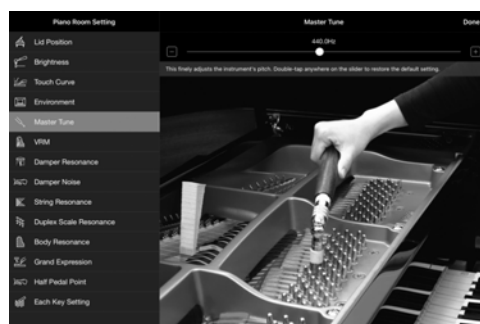 Piano Room Setting
Master Tune
Done
Lid Position
Brightness
Touch Curve
Environment
Master Tune
VRM
Damper Resonance
Damper Noise
String Resonance
Duplex Scale Resonance
Body Resonance
Grand Expression
Half Pedal Point
Each Key Setting
440.0Hz
This finely adjusts the instrument's pitch. Double-tap anywhere on the slider to restore the default setting.